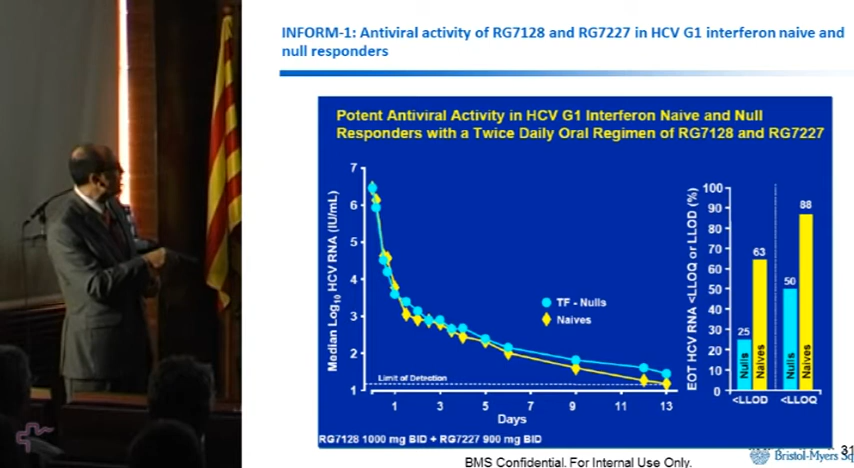 INFORM-1: Antiviral activity of RG7128 and RG7227 in HCV G1 interferon naive and
null responders
Potent Antiviral Activity in HCV G1 Interferon Naive and Null
Responders with a Twice Daily Oral Regimen of RG7128 and RG7227
Median Log10 HCV RNA (IU/mL)
7
6
5
4
3
2
1
TF - Nulls
Naives
Limit of Detection
1
3
5
7
9
11
13
Days
EOT HCV RNA <LLOQ or LLOD (%)
100
90
80
70
60
50
40
30
20
10
0
25
63
50
88
Nulls
Naives
Nulls
Naives
<LLOD
<LLOQ
RG7128 1000 mg BID + RG7227 900 mg BID
31
BMS Confidential. For Internal Use Only.
Bristol-Myers Sq